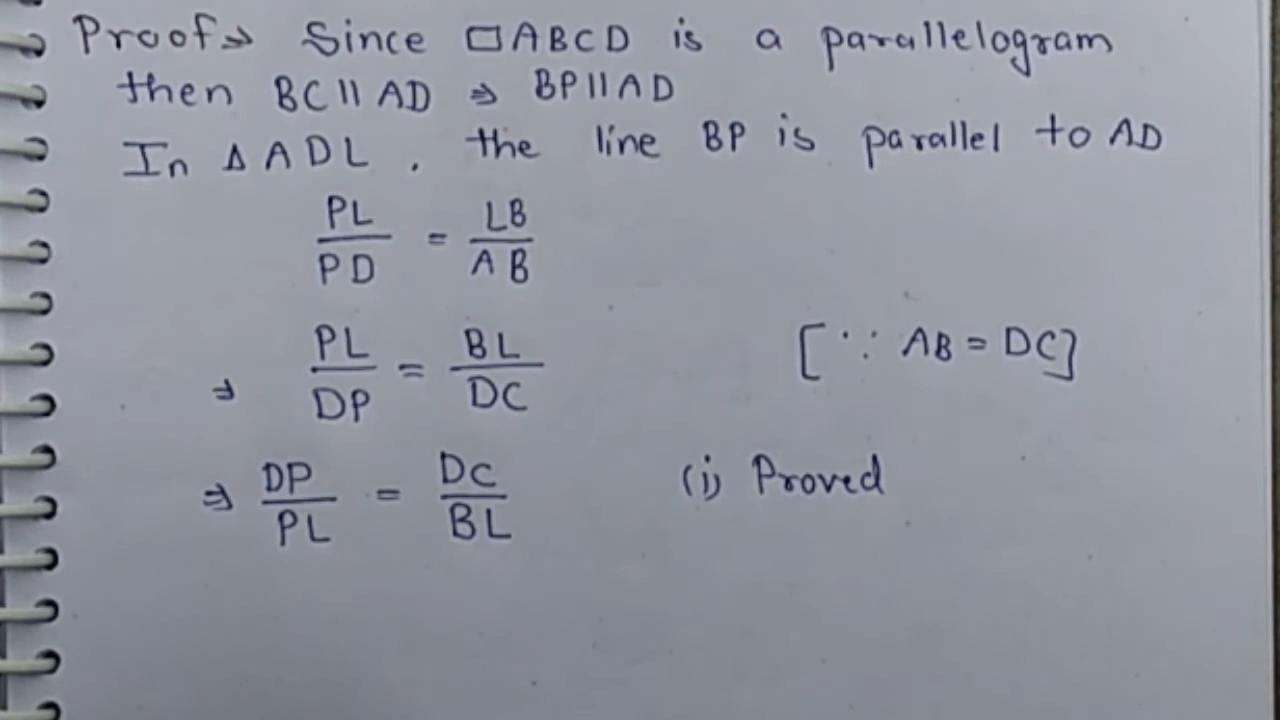 Proof⇒ Since ▭ABCD is a parallelogram
then BC||AD ⇒ BP||AD
In ΔADL, the line BP is parallel to AD
PL/PD = LB/AB
⇒ PL/DP = BL/DC [∵ AB = DC]
⇒ DP/PL = DC/BL (i) Proved